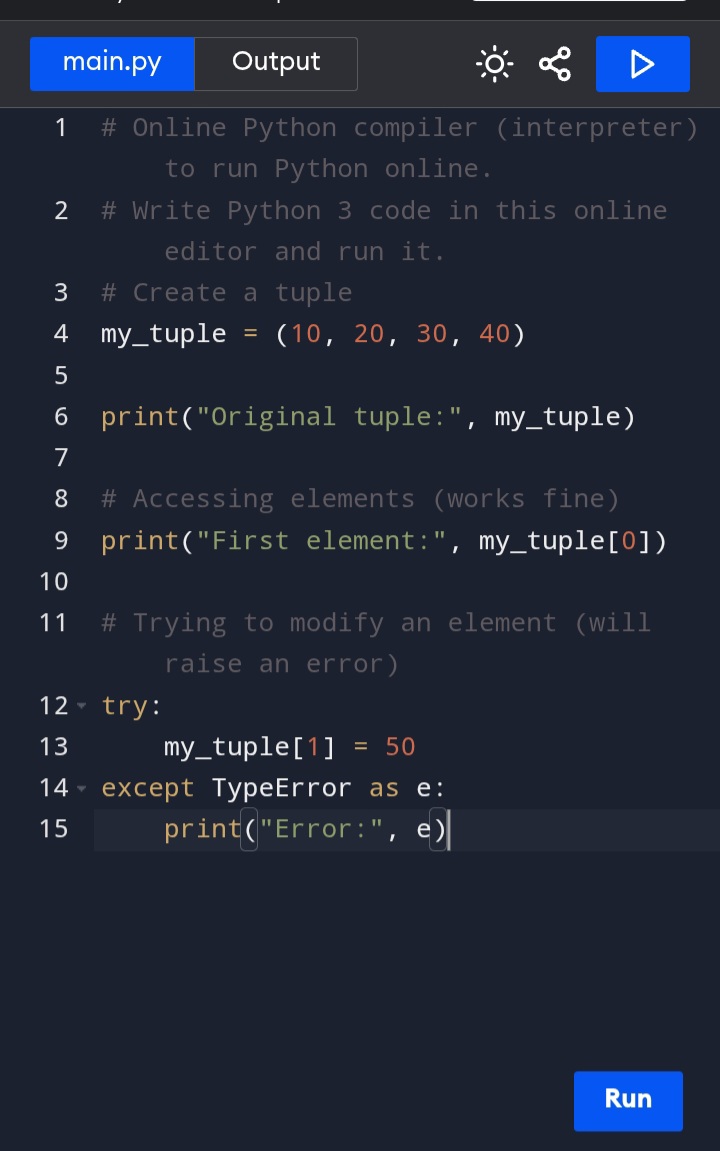 main.py Output
1 # Online Python compiler (interpreter)
to run Python online.
2 # Write Python 3 code in this online
editor and run it.
3 # Create a tuple
4 my_tuple = (10, 20, 30, 40)
5
6 print("Original tuple:", my_tuple)
7
8 # Accessing elements (works fine)
9 print("First element:", my_tuple[0])
10
11 # Trying to modify an element (will
raise an error)
12 try:
13     my_tuple[1] = 50
14 except TypeError as e:
15     print("Error:", e)
Run